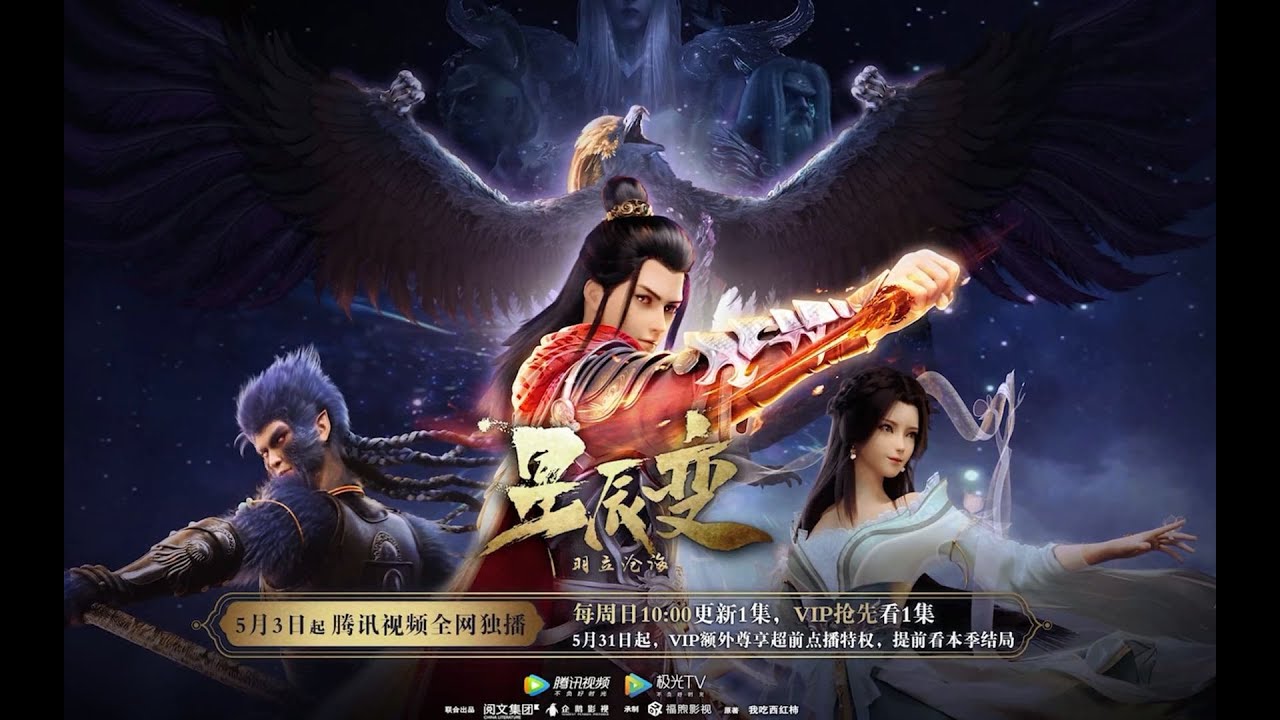 星辰变
羽立沧海
5月3日起 腾讯视频全网独播
每周日10:00更新1集，VIP抢先看1集
5月31日起，VIP额外尊享超前点播特权，提前看本季结局
腾讯视频 极光TV
不负好时光 不负好时光
联合出品 阅文集团 企鹅影视 承制 福煦影视 原著 我吃西红柿
CHINA LITERATURE